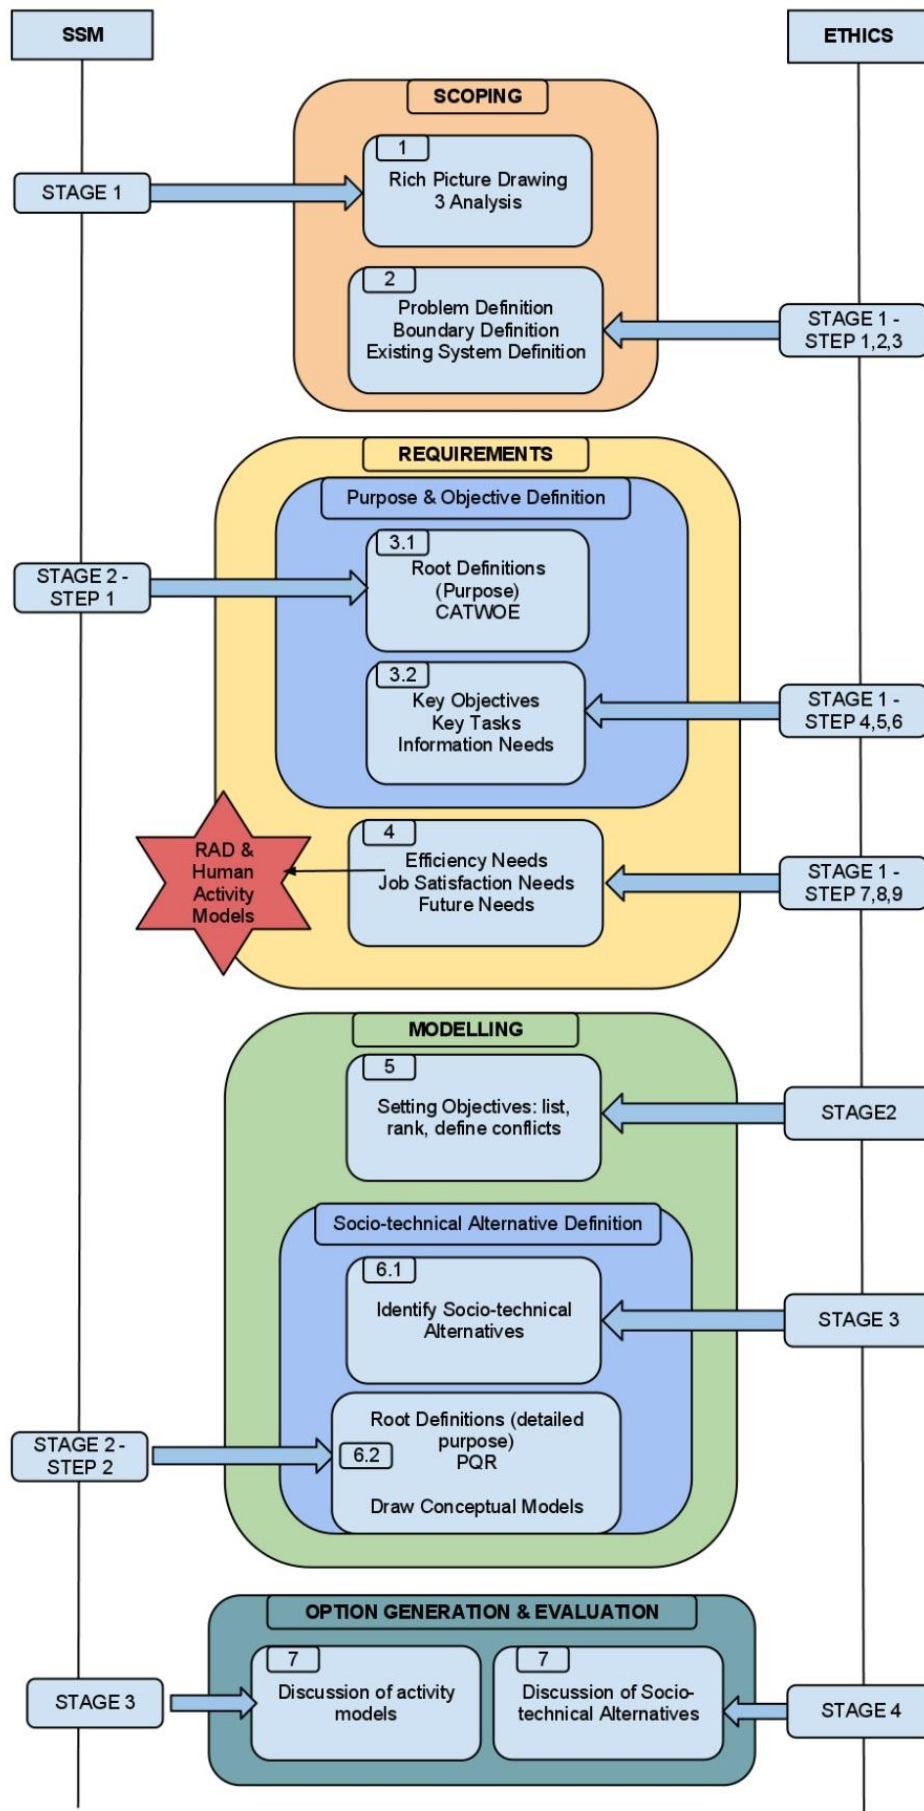 SSM
ETHICS
SCOPING
1
Rich Picture Drawing
3 Analysis
STAGE 1
2
Problem Definition
Boundary Definition
Existing System Definition
STAGE 1 -
STEP 1,2,3
REQUIREMENTS
Purpose & Objective Definition
3.1
Root Definitions
(Purpose)
CATWOE
STAGE 2 -
STEP 1
3.2
Key Objectives
Key Tasks
Information Needs
STAGE 1 -
STEP 4,5,6
4
Efficiency Needs
Job Satisfaction Needs
Future Needs
RAD &
Human
Activity
Models
STAGE 1 -
STEP 7,8,9
MODELLING
5
Setting Objectives: list,
rank, define conflicts
STAGE2
Socio-technical Alternative Definition
6.1
Identify Socio-technical
Alternatives
STAGE 3
Root Definitions (detailed
purpose)
6.2
PQR
Draw Conceptual Models
STAGE 2 -
STEP 2
OPTION GENERATION & EVALUATION
7
Discussion of activity
models
STAGE 3
7
Discussion of Socio-
technical Alternatives
STAGE 4